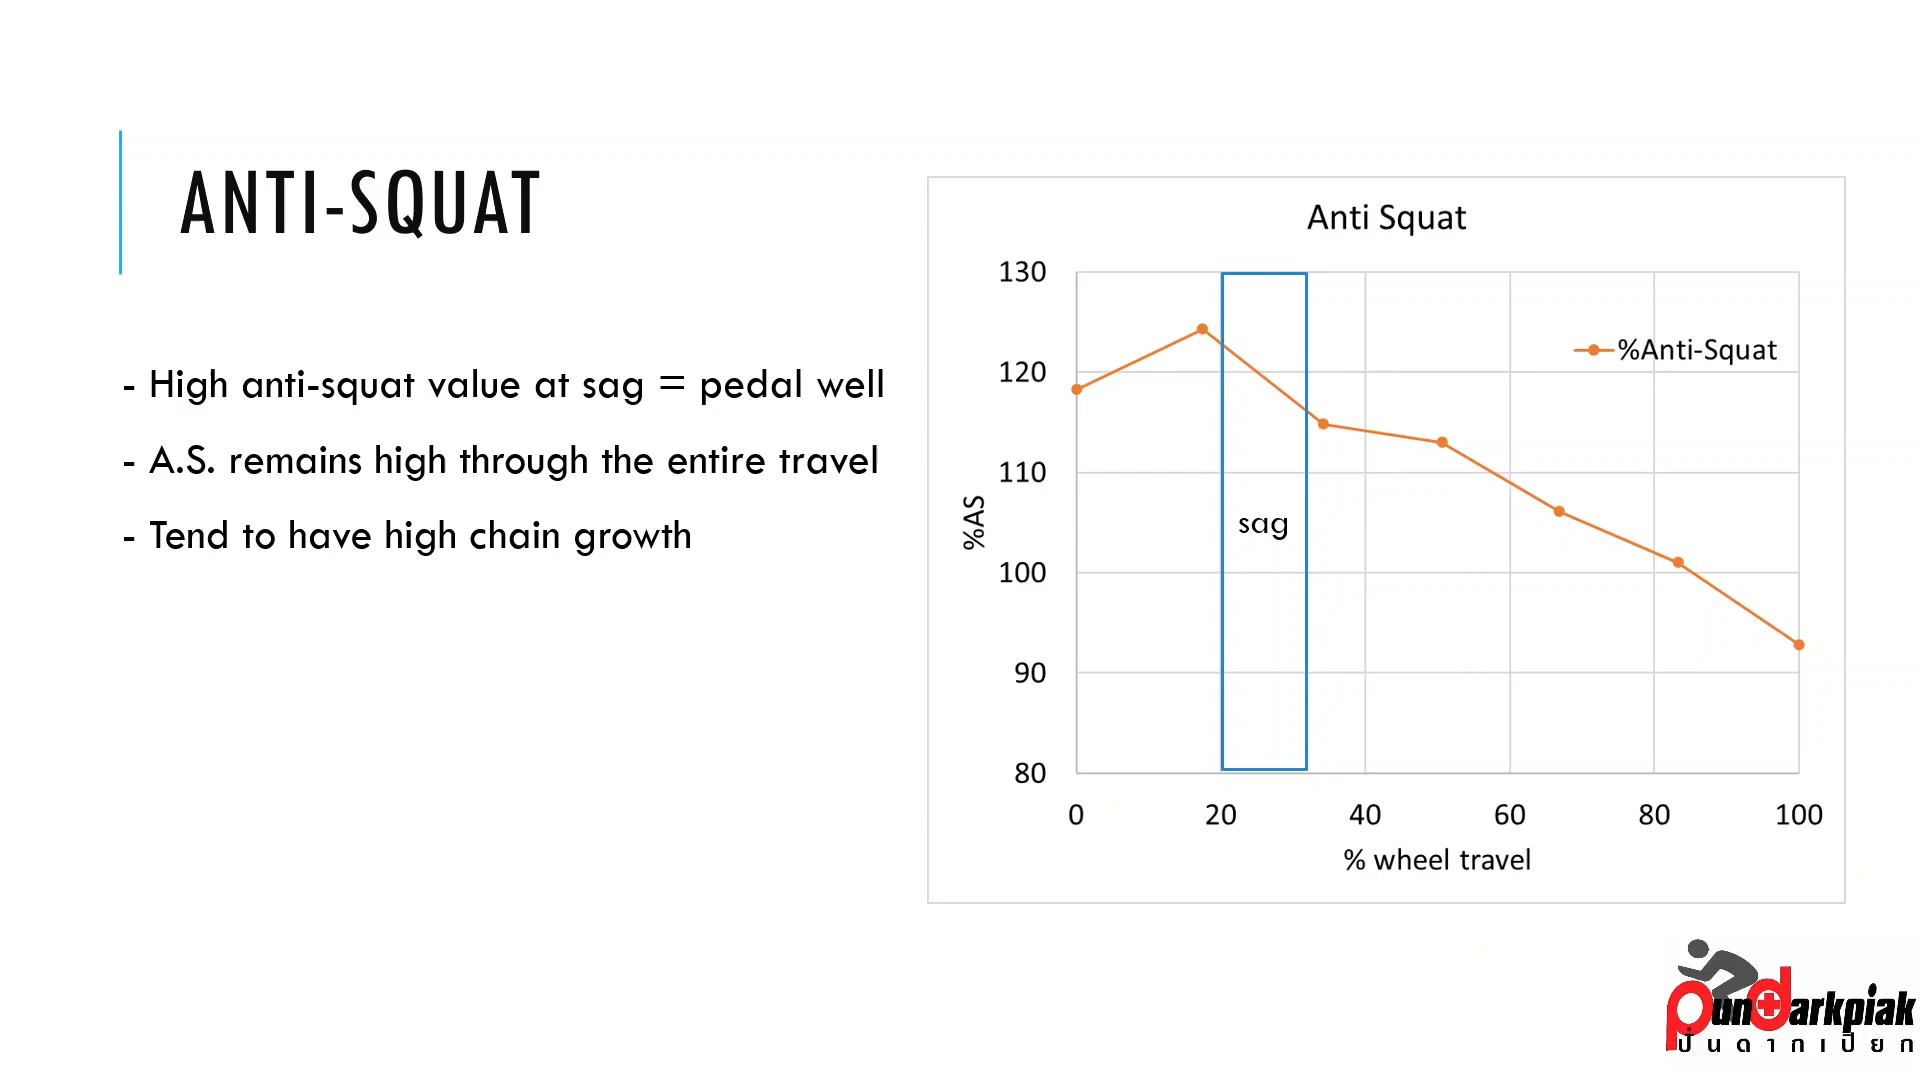 ANTI-SQUAT
- High anti-squat value at sag = pedal well
- A.S. remains high through the entire travel
- Tend to have high chain growth
Anti Squat
130
120
110
100
90
80
%AS
%Anti-Squat
sag
0 20 40 60 80 100
% wheel travel
pundarkpiak
ปั่นดากเปียก